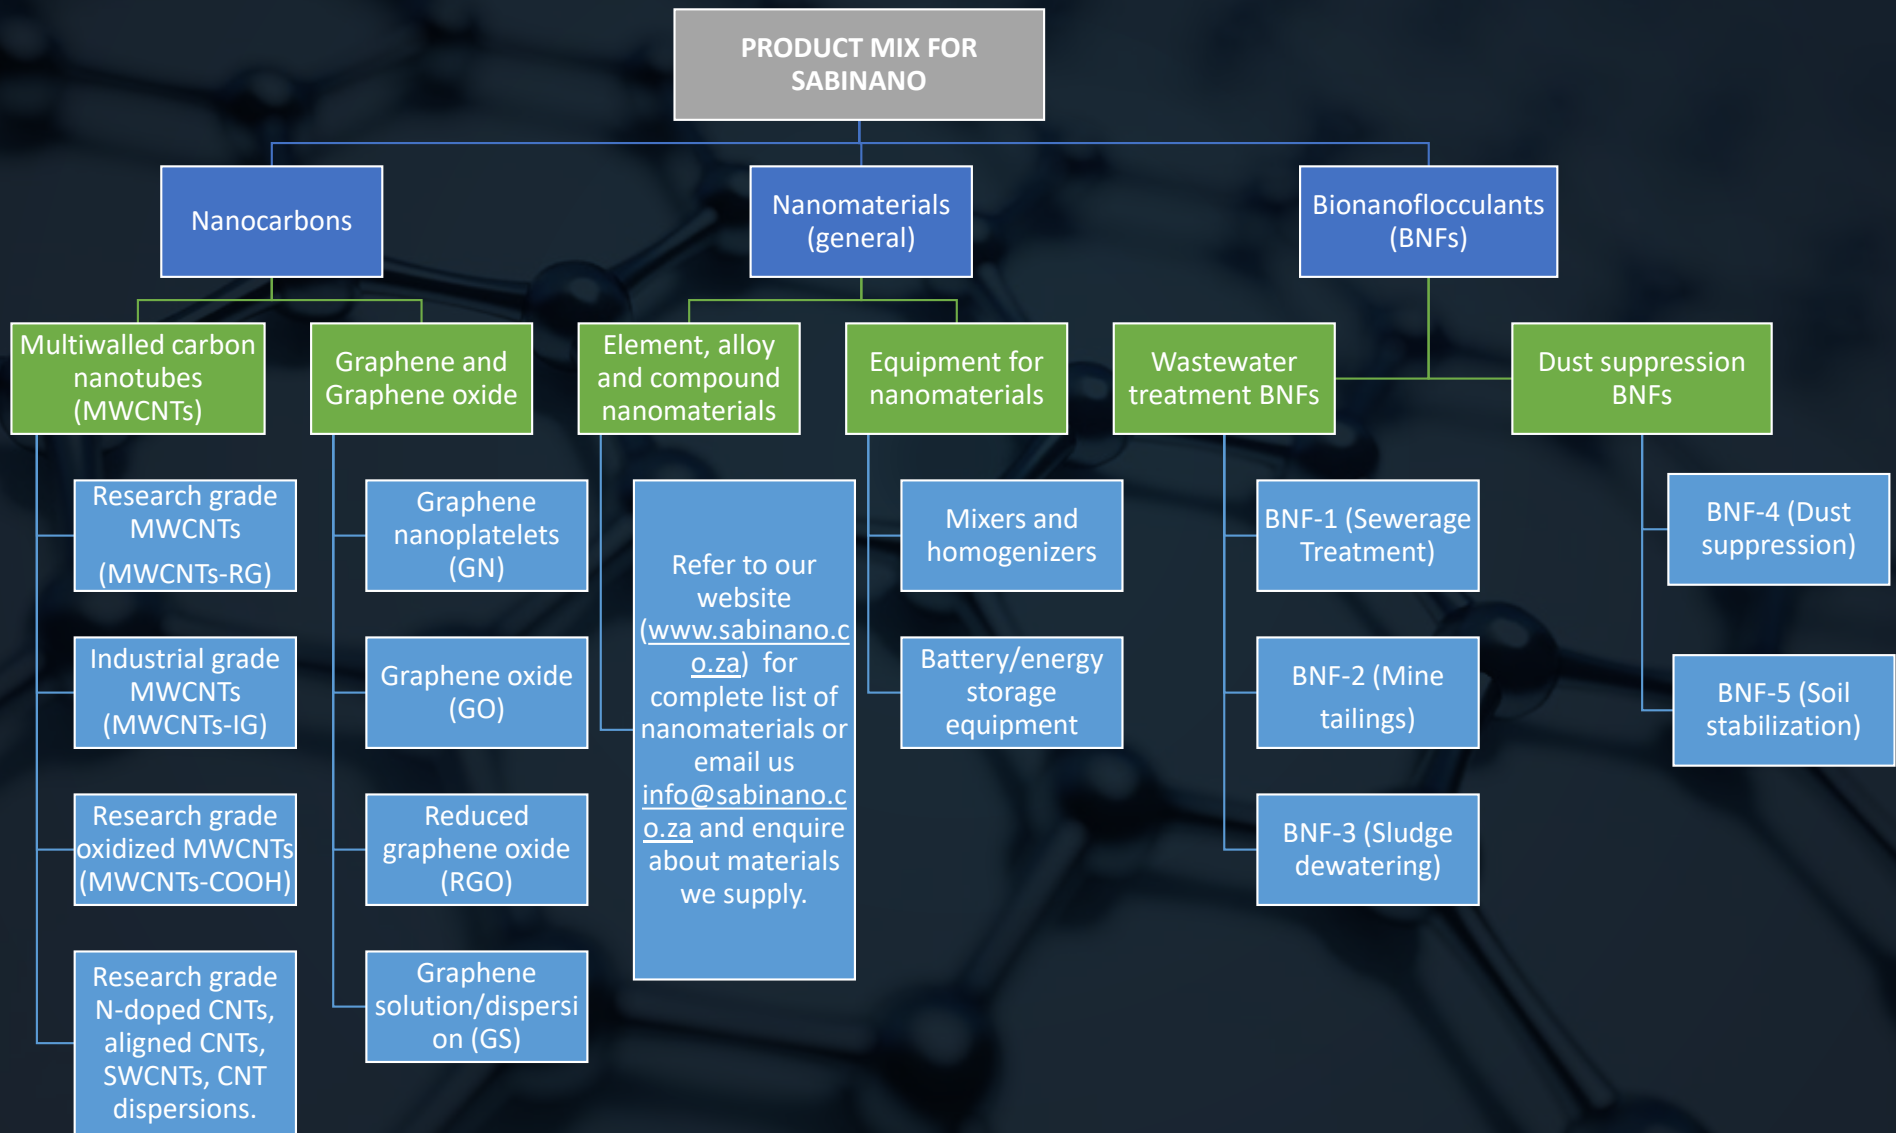 PRODUCT MIX FOR
SABINANO
Nanocarbons
Nanomaterials
(general)
Bionanoflocculants
(BNFs)
Multiwalled carbon
nanotubes
(MWCNTs)
Graphene and
Graphene oxide
Element, alloy
and compound
nanomaterials
Equipment for
nanomaterials
Wastewater
treatment BNFs
Dust suppression
BNFs
Research grade
MWCNTs
(MWCNTs-RG)
Industrial grade
MWCNTs
(MWCNTs-IG)
Research grade
oxidized MWCNTs
(MWCNTs-COOH)
Research grade
N-doped CNTs,
aligned CNTs,
SWCNTs, CNT
dispersions.
Graphene
nanoplatelets
(GN)
Graphene oxide
(GO)
Reduced
graphene oxide
(RGO)
Graphene
solution/dispersi
on (GS)
Refer to our
website
(www.sabinano.c
o.za) for
complete list of
nanomaterials or
email us
info@sabinano.c
o.za and enquire
about materials
we supply.
Mixers and
homogenizers
Battery/energy
storage
equipment
BNF-1 (Sewerage
Treatment)
BNF-2 (Mine
tailings)
BNF-3 (Sludge
dewatering)
BNF-4 (Dust
suppression)
BNF-5 (Soil
stabilization)